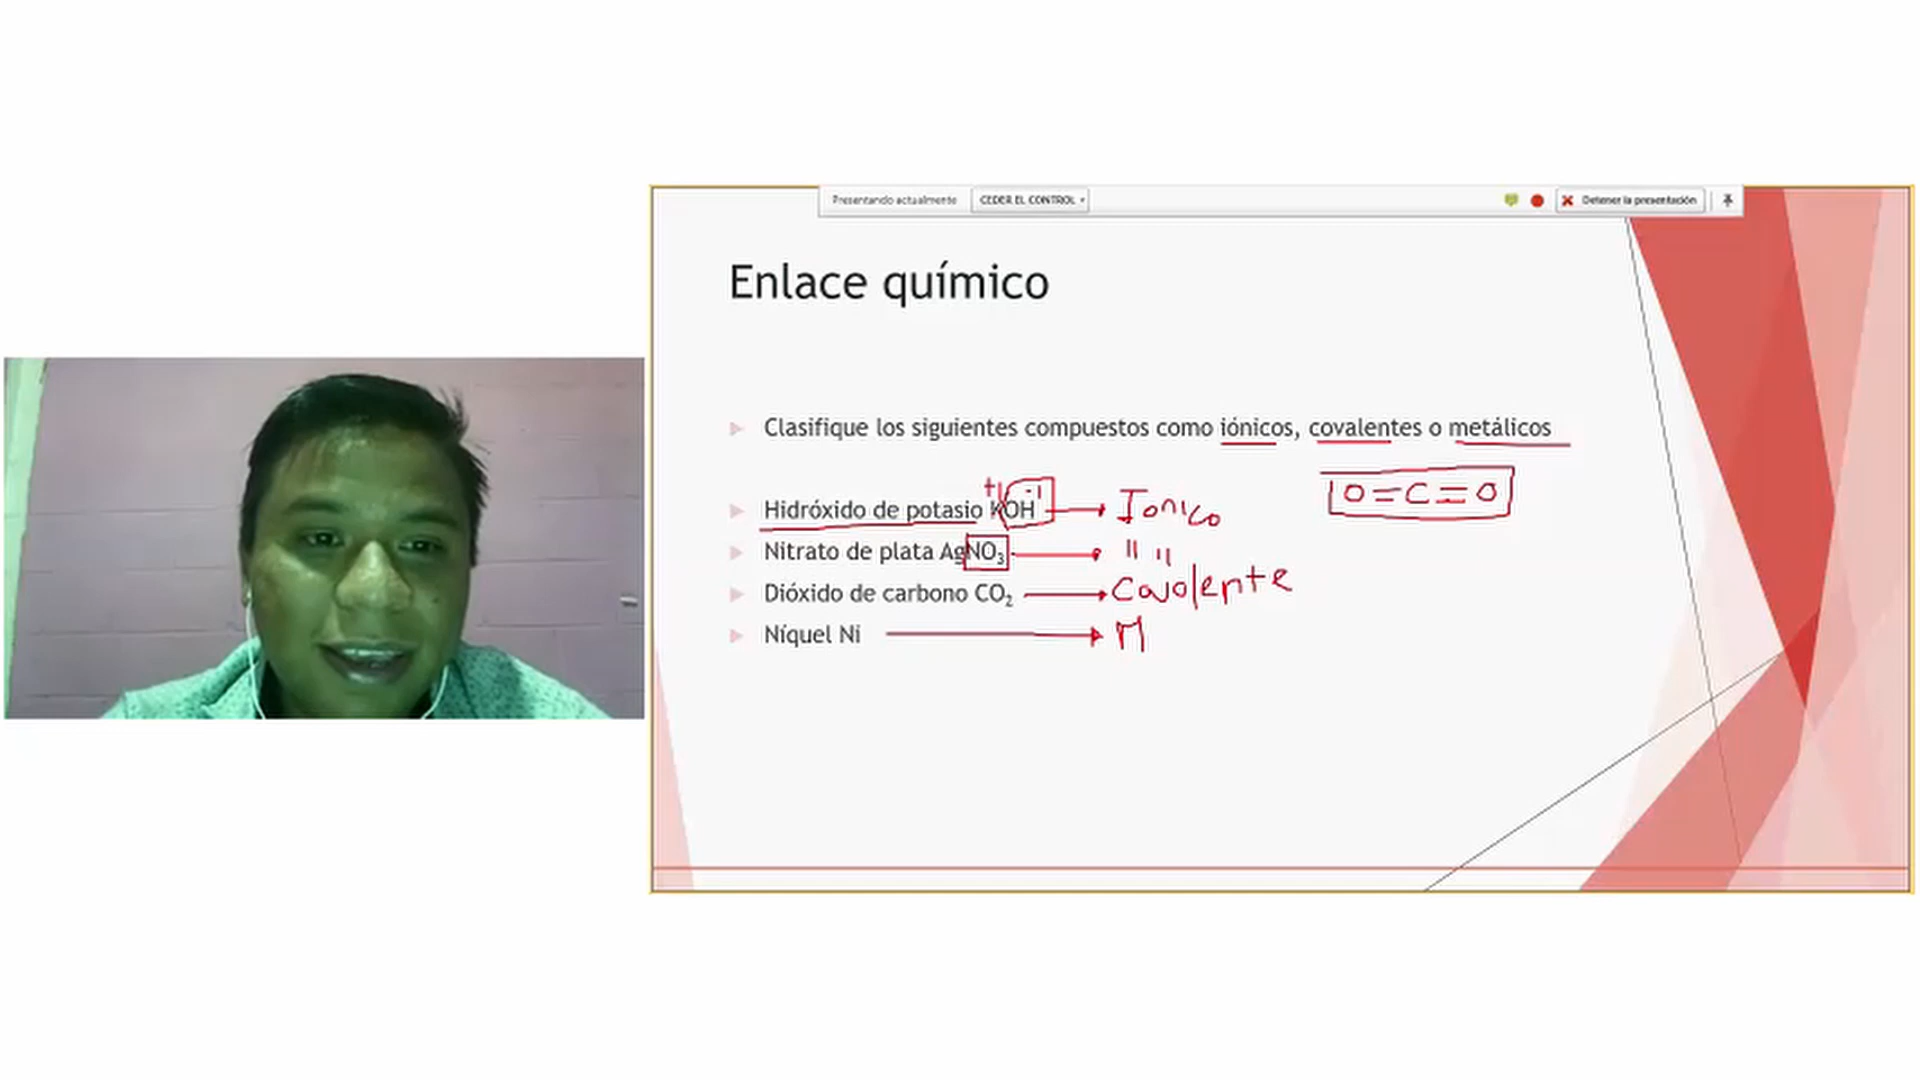 Presentando actualmente CEDER EL CONTROL Detener la presentación
Enlace químico
Clasifique los siguientes compuestos como iónicos, covalentes o metálicos
O=C=O
+1 -1
Hidróxido de potasio KOH Ionico
Nitrato de plata AgNO₃ " "
Dióxido de carbono CO₂ Covalente
Níquel Ni M